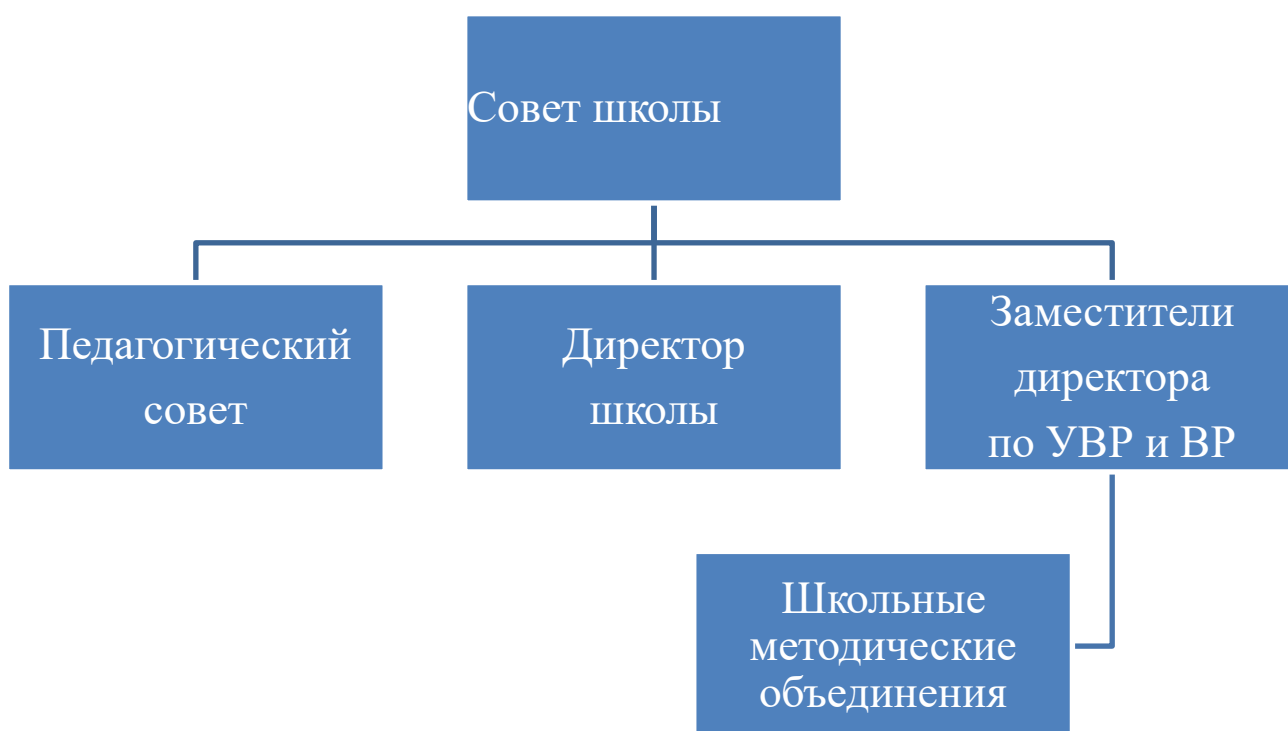 Совет школы
Педагогический
совет
Директор
школы
Заместители
директора
по УВР и ВР
Школьные
методические
объединения